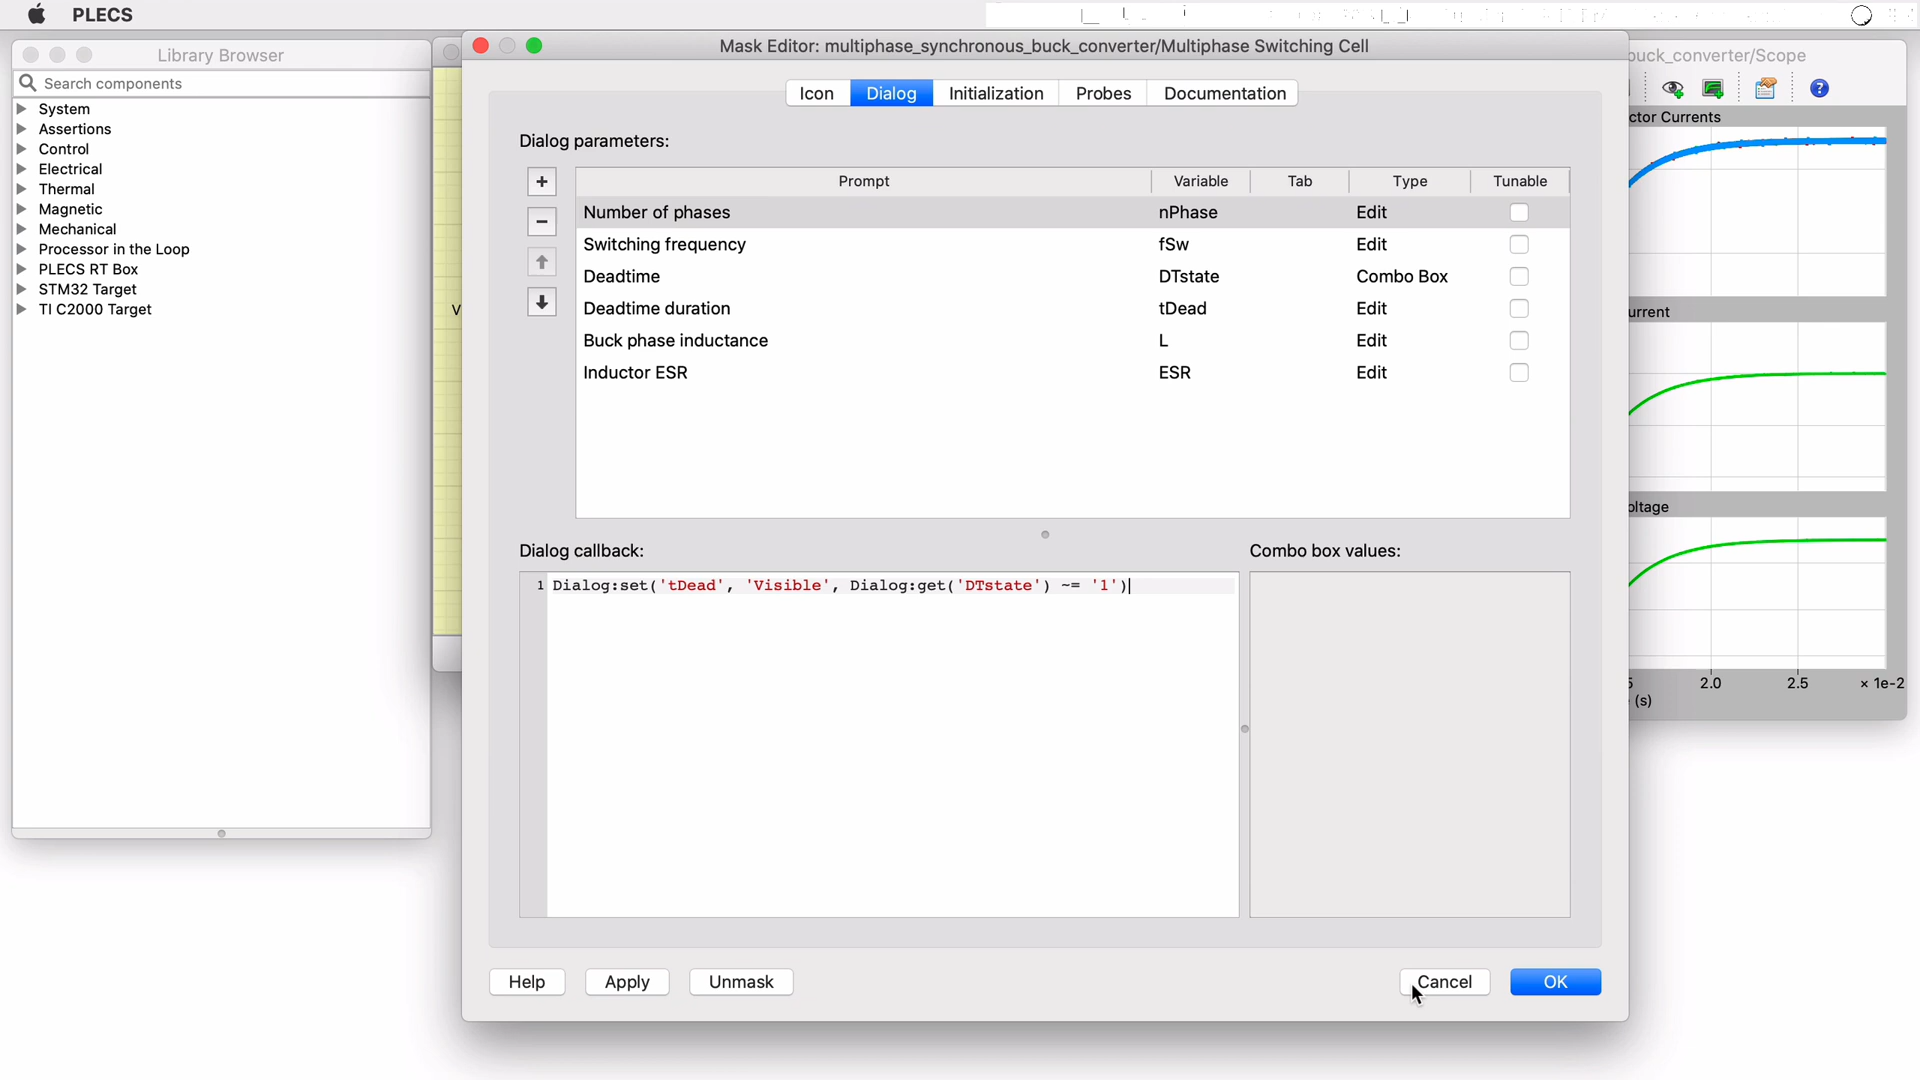 PLECS
Library Browser
Search components
System
Assertions
Control
Electrical
Thermal
Magnetic
Mechanical
Processor in the Loop
PLECS RT Box
STM32 Target
TI C2000 Target
V
Mask Editor: multiphase_synchronous_buck_converter/Multiphase Switching Cell
Icon Dialog Initialization Probes Documentation
Dialog parameters:
+
−
Prompt Variable Tab Type Tunable
Number of phases nPhase Edit
Switching frequency fSw Edit
Deadtime DTstate Combo Box
Deadtime duration tDead Edit
Buck phase inductance L Edit
Inductor ESR ESR Edit
Dialog callback:
1 Dialog:set('tDead', 'Visible', Dialog:get('DTstate') ~= '1')
Combo box values:
Help Apply Unmask Cancel OK
buck_converter/Scope
?
ctor Currents
urrent
oltage
5 2.0 2.5 × 1e-2
(s)